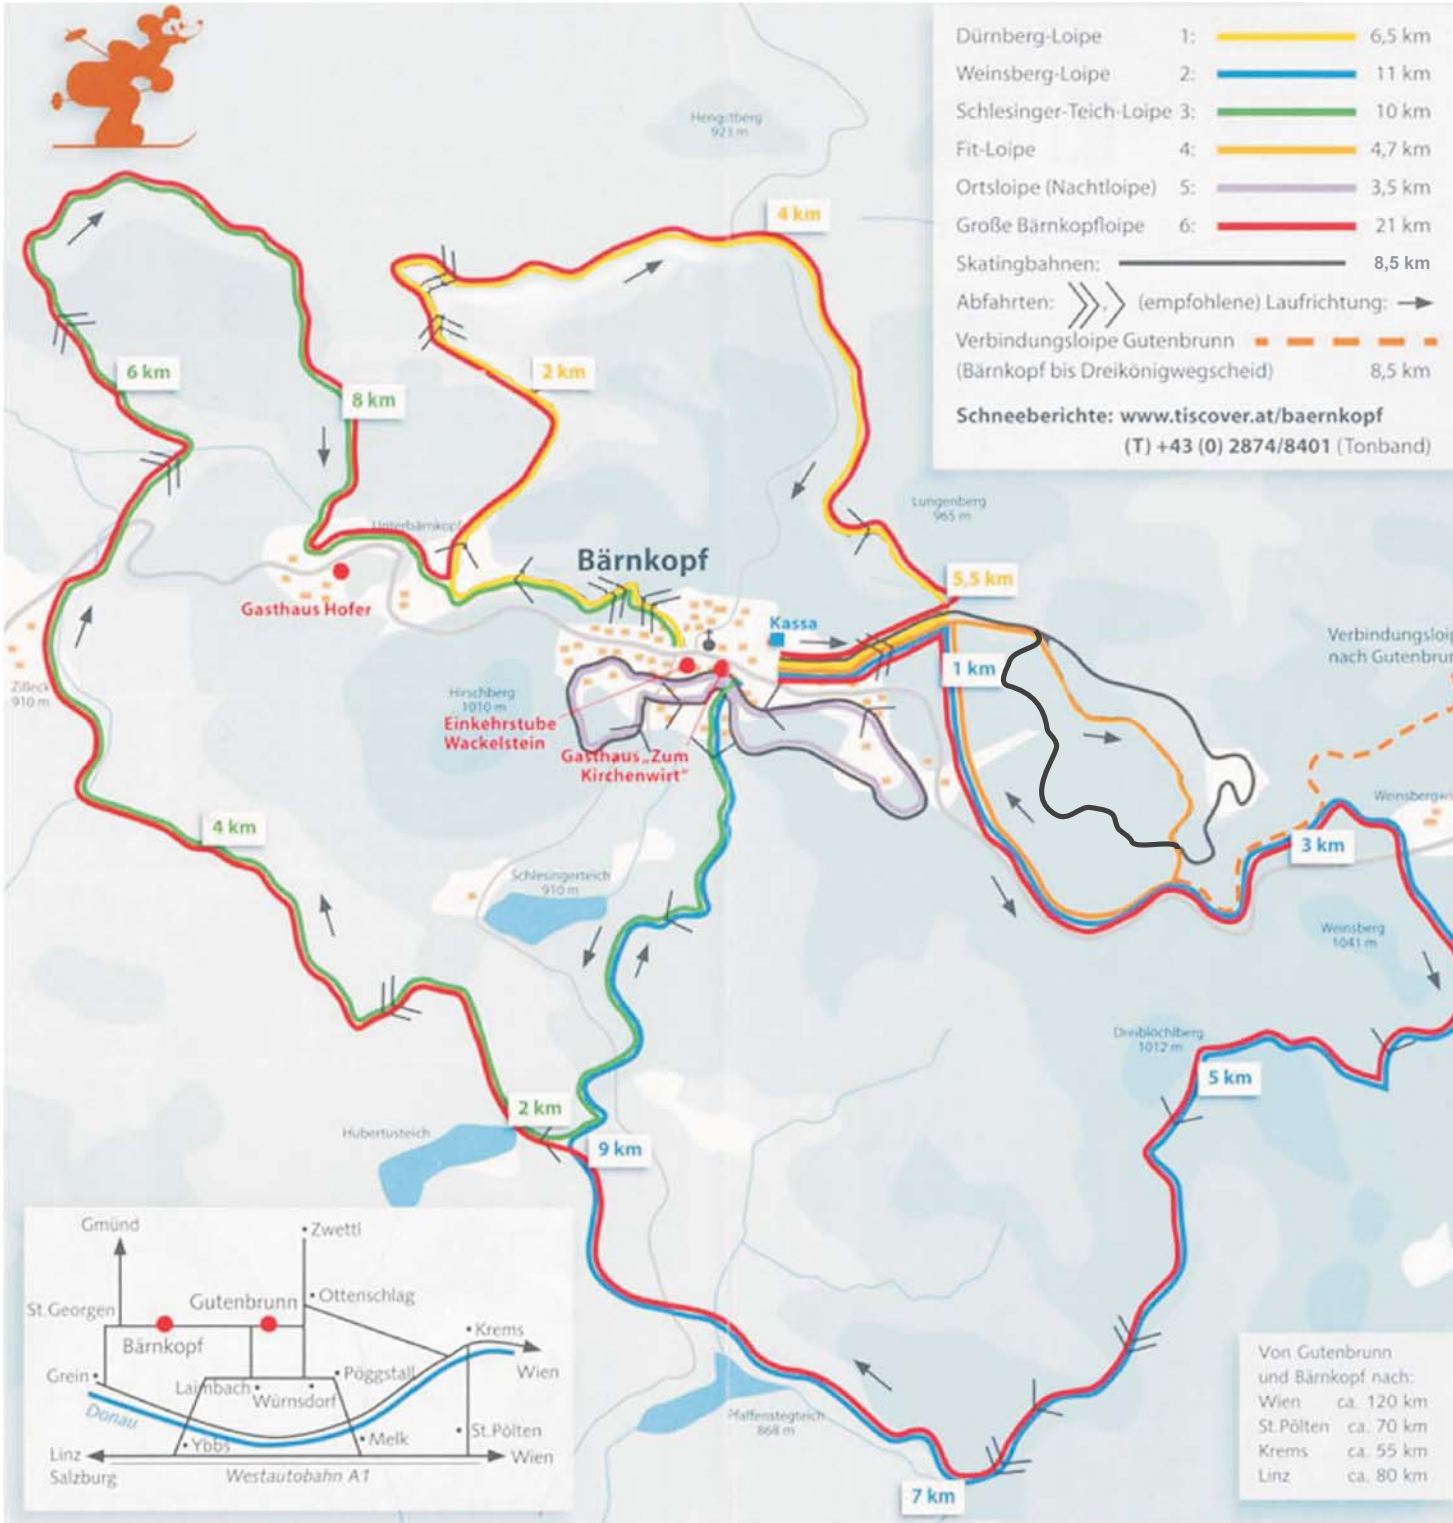 Dürnberg-Loipe 1: 6,5 km
Weinsberg-Loipe 2: 11 km
Schlesinger-Teich-Loipe 3: 10 km
Fit-Loipe 4: 4,7 km
Ortsloipe (Nachtloipe) 5: 3,5 km
Große Bärnkopfloipe 6: 21 km
Skatingbahnen: 8,5 km
Abfahrten: (empfohlene) Laufrichtung:
Verbindungsloipe Gutenbrunn
(Bärnkopf bis Dreikönigwegscheid) 8,5 km
Schneeberichte: www.tiscover.at/baernkopf
(T) +43 (0) 2874/8401 (Tonband)
Hengstberg
923 m
4 km
6 km
2 km
8 km
Lungenberg
965 m
Unterbärnkopf
Bärnkopf
5,5 km
Gasthaus Hofer
Kassa
Verbindungsloip
nach Gutenbrun
1 km
Zilleck
910 m
Hirschberg
1010 m
Einkehrstube
Wackelstein
Gasthaus „Zum
Kirchenwirt"
4 km
3 km
Schlesingerteich
910 m
Weinsberg
1041 m
Dreiblöchlberg
1012 m
5 km
2 km
Hubertusteich
9 km
Pfaffenstegteich
868 m
7 km
Gmünd
Zwettl
St.Georgen
Gutenbrunn
Ottenschlag
Bärnkopf
Krems
Grein
Laimbach
Pöggstall
Wien
Würnsdorf
Donau
Ybbs
Melk
St.Pölten
Linz
Wien
Salzburg
Westautobahn A1
Von Gutenbrunn
und Bärnkopf nach:
Wien ca. 120 km
St.Pölten ca. 70 km
Krems ca. 55 km
Linz ca. 80 km